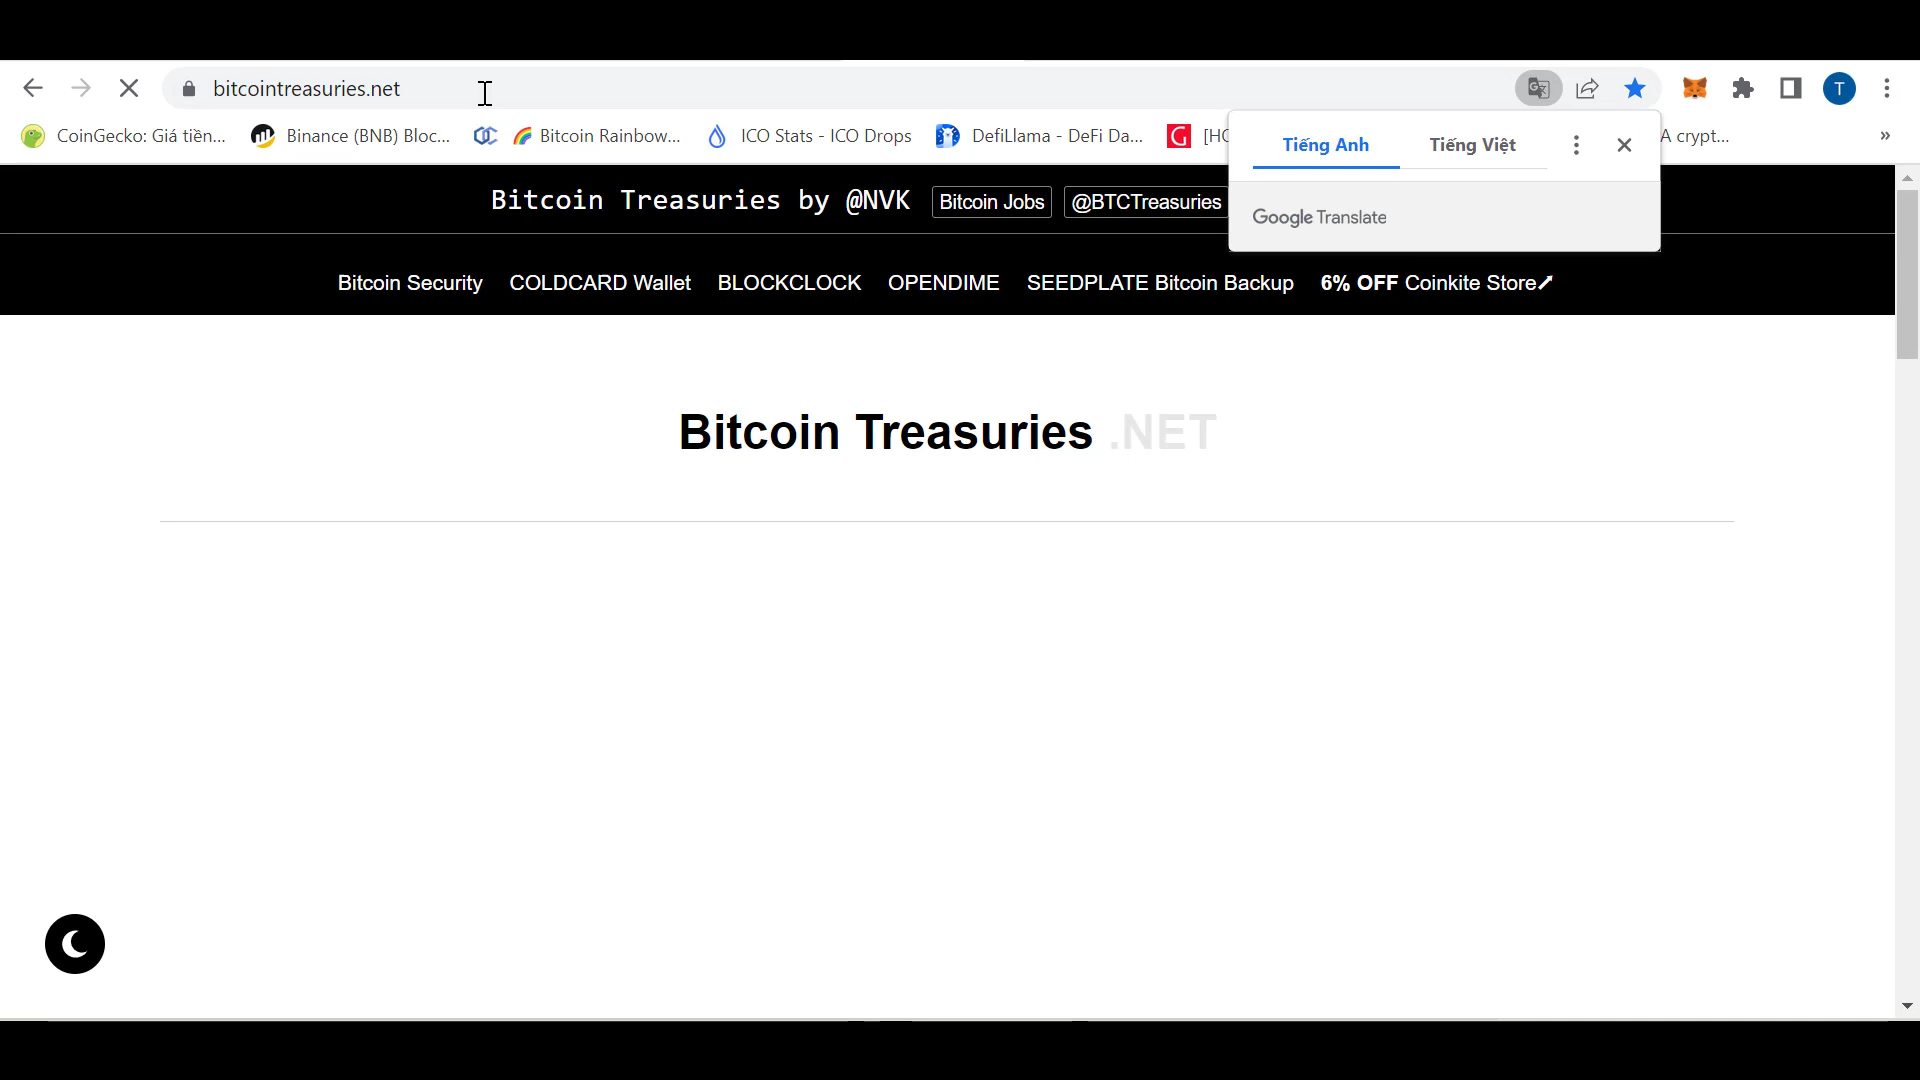 bitcointreasuries.net
CoinGecko: Giá tiền... Binance (BNB) Bloc... Bitcoin Rainbow... ICO Stats - ICO Drops DefiLlama - DeFi Da... [HC A crypt... »
Tiếng Anh Tiếng Việt
Google Translate
Bitcoin Treasuries by @NVK Bitcoin Jobs @BTCTreasuries
Bitcoin Security COLDCARD Wallet BLOCKCLOCK OPENDIME SEEDPLATE Bitcoin Backup 6% OFF Coinkite Store
Bitcoin Treasuries .NET
T